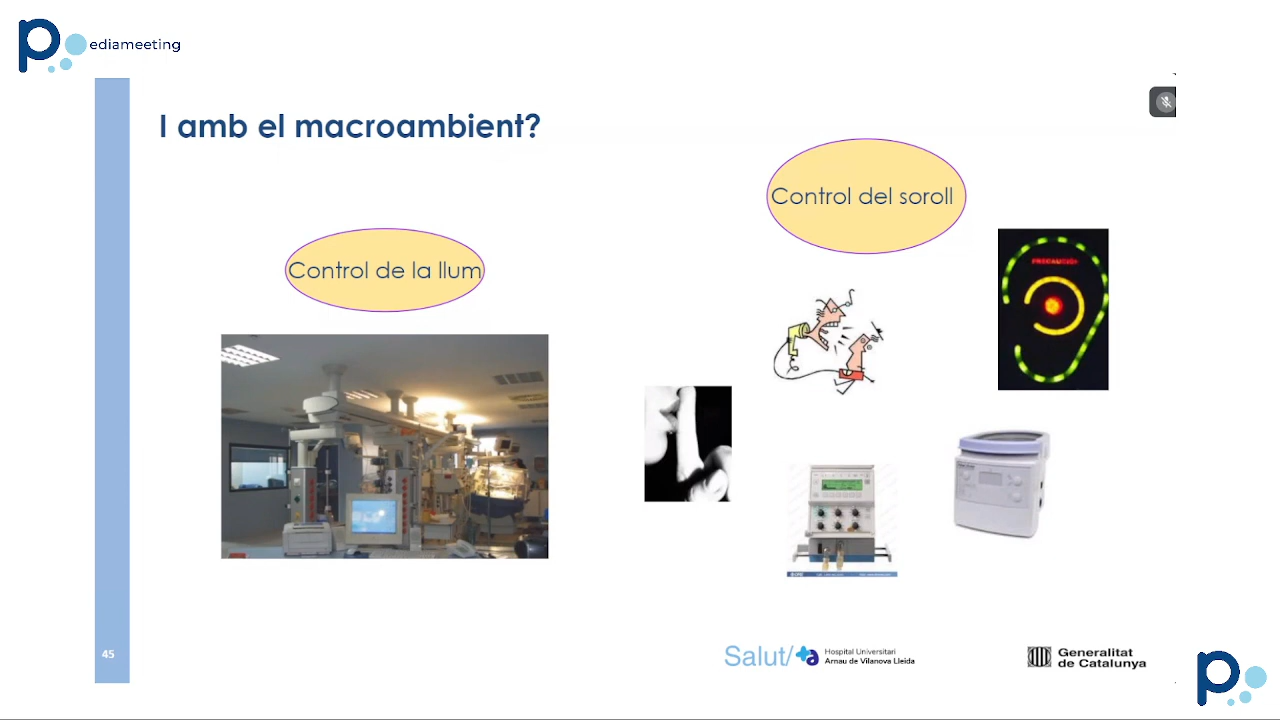 ediameeting
I amb el macroambient?
Control del soroll
Control de la llum
PRECAUCIÓN
45
Salut/
Hospital Universitari
Arnau de Vilanova Lleida
Generalitat
de Catalunya